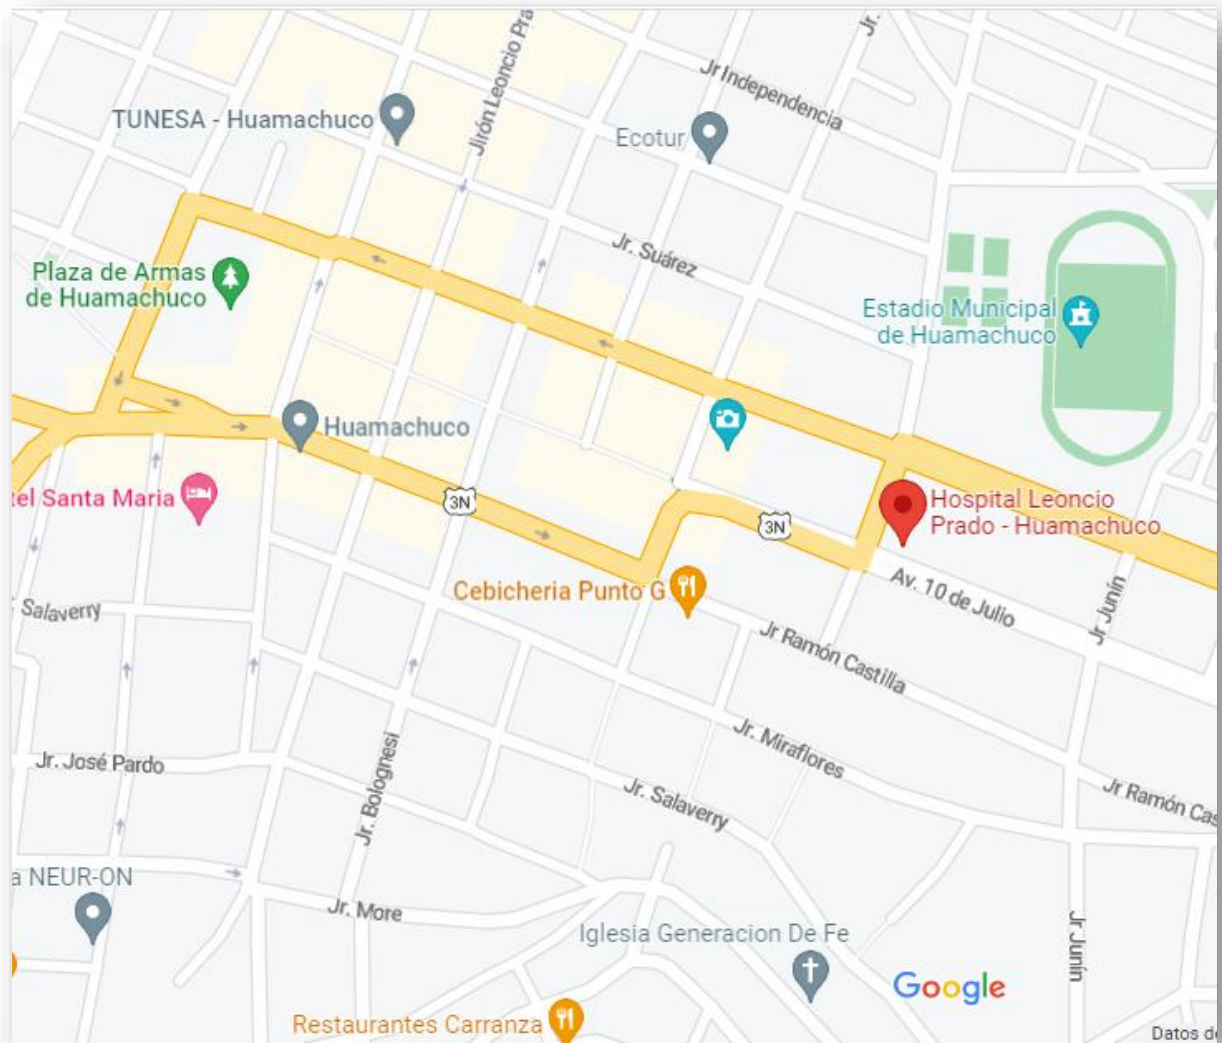 Jirón Leoncio Pra
Jr.
Jr Independencia
TUNESA - Huamachuco
Ecotur
Jr. Suárez
Plaza de Armas
de Huamachuco
Estadio Municipal
de Huamachuco
Huamachuco
tel Santa Maria
3N
3N
Hospital Leoncio
Prado - Huamachuco
Cebicheria Punto G
Av. 10 de Julio
Jr Junín
Salaverry
Jr Ramón Castilla
Jr. José Pardo
Jr. Bolognesi
Jr. Miraflores
Jr. Salaverry
Jr Ramón Cas
a NEUR-ON
Jr. More
Iglesia Generacion De Fe
Jr Junín
Google
Restaurantes Carranza
Datos d